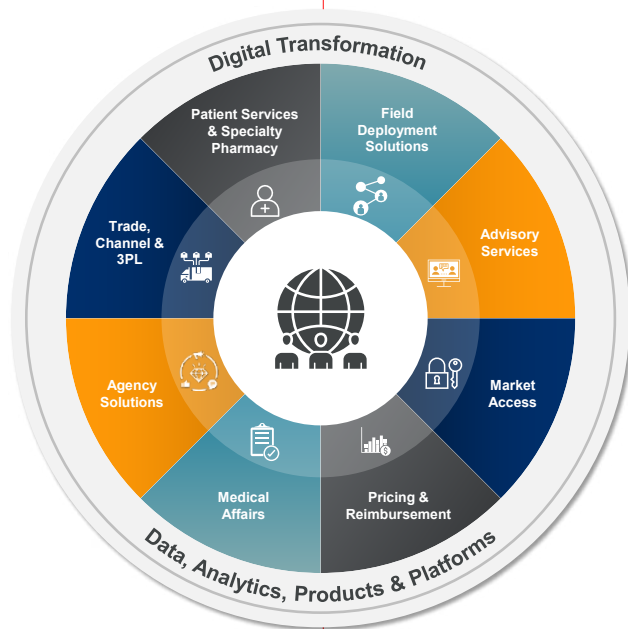 Digital Transformation
Patient Services
& Specialty
Pharmacy
Field
Deployment
Solutions
Trade,
Channel &
3PL
Advisory
Services
Agency
Solutions
Market
Access
Medical
Affairs
Pricing &
Reimbursement
Data, Analytics, Products & Platforms